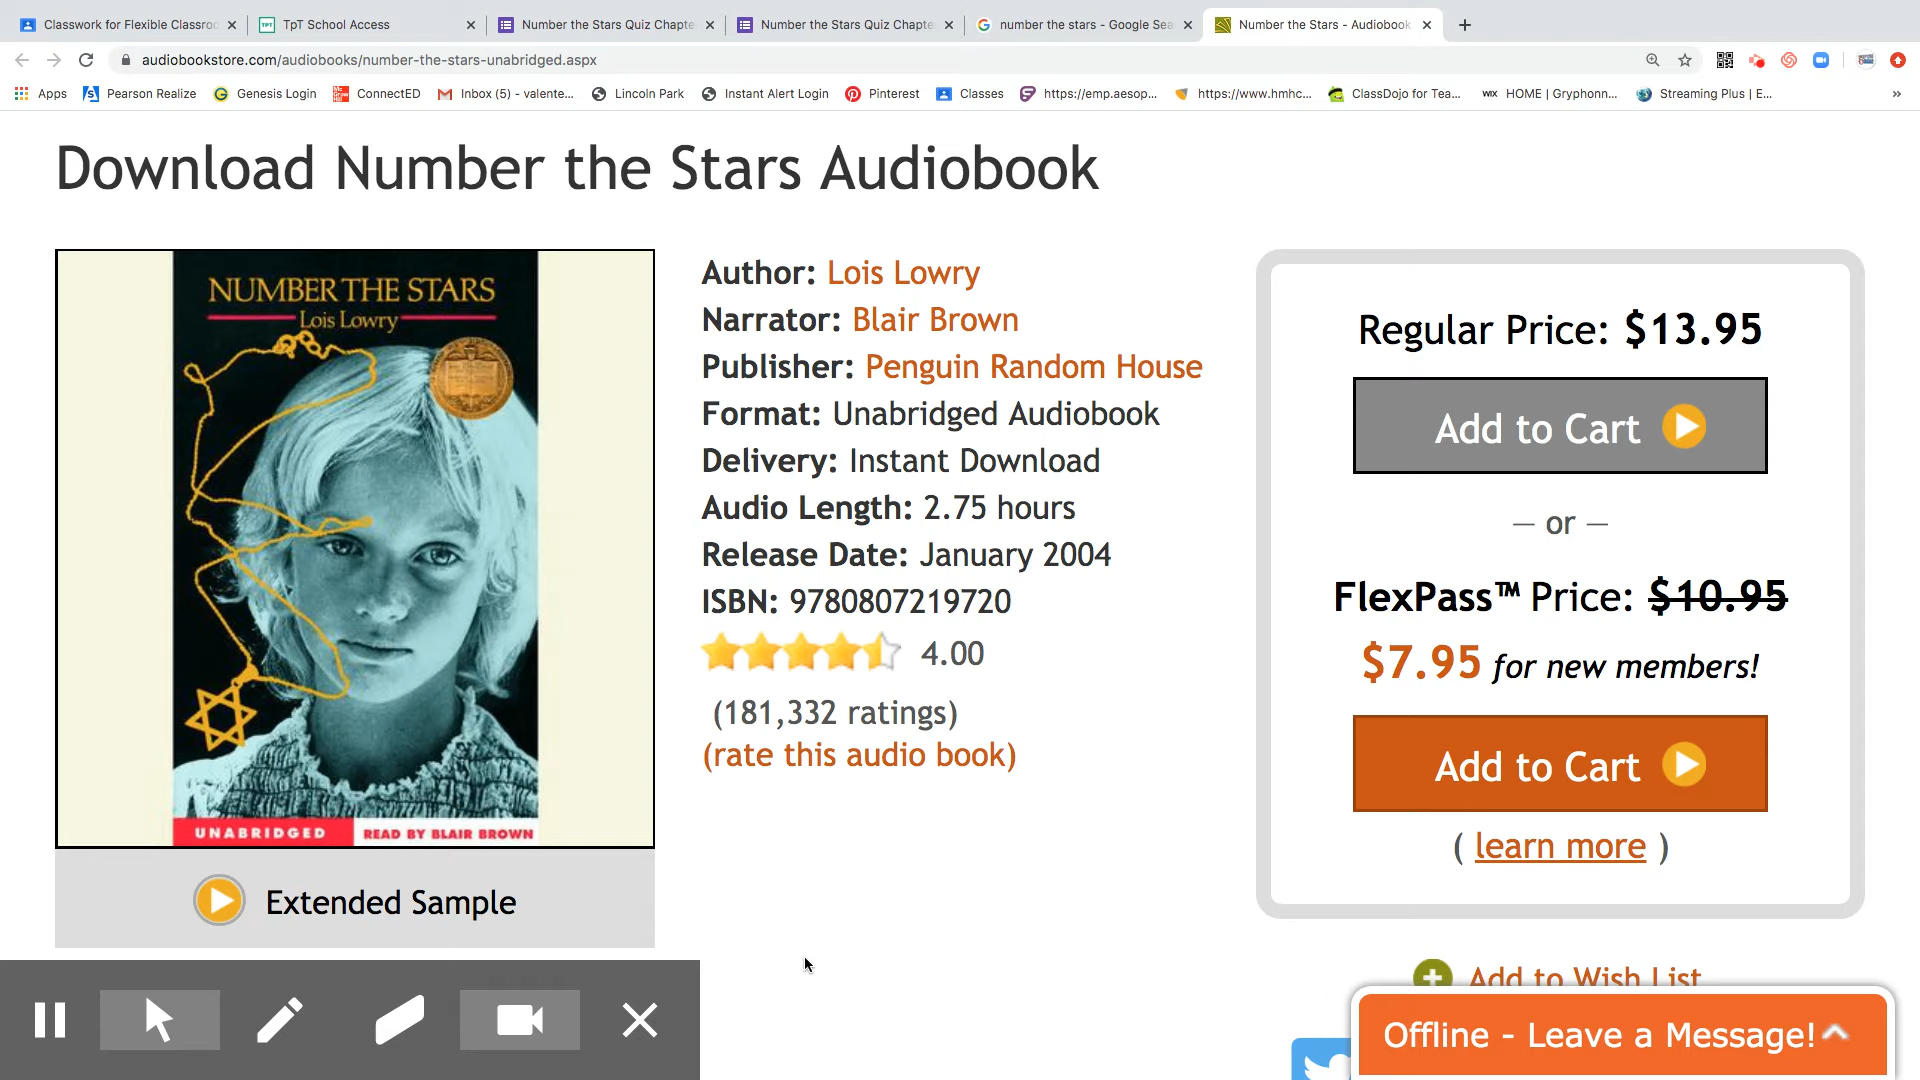 Classwork for Flexible Classroo
TpT School Access
Number the Stars Quiz Chapte
Number the Stars Quiz Chapte
number the stars - Google Sea
Number the Stars - Audiobook
audiobookstore.com/audiobooks/number-the-stars-unabridged.aspx
Apps
Pearson Realize
Genesis Login
ConnectED
Inbox (5) - valente...
Lincoln Park
Instant Alert Login
Pinterest
Classes
https://emp.aesop...
https://www.hmhc...
ClassDojo for Tea...
WIX HOME | Gryphonn...
Streaming Plus | E...
»
Download Number the Stars Audiobook
NUMBER THE STARS
Lois Lowry
UNABRIDGED READ BY BLAIR BROWN
Extended Sample
Author: Lois Lowry
Narrator: Blair Brown
Publisher: Penguin Random House
Format: Unabridged Audiobook
Delivery: Instant Download
Audio Length: 2.75 hours
Release Date: January 2004
ISBN: 9780807219720
4.00
(181,332 ratings)
(rate this audio book)
Regular Price: $13.95
Add to Cart
— or —
FlexPass™ Price: $10.95
$7.95 for new members!
Add to Cart
( learn more )
Add to Wish List
Offline - Leave a Message!